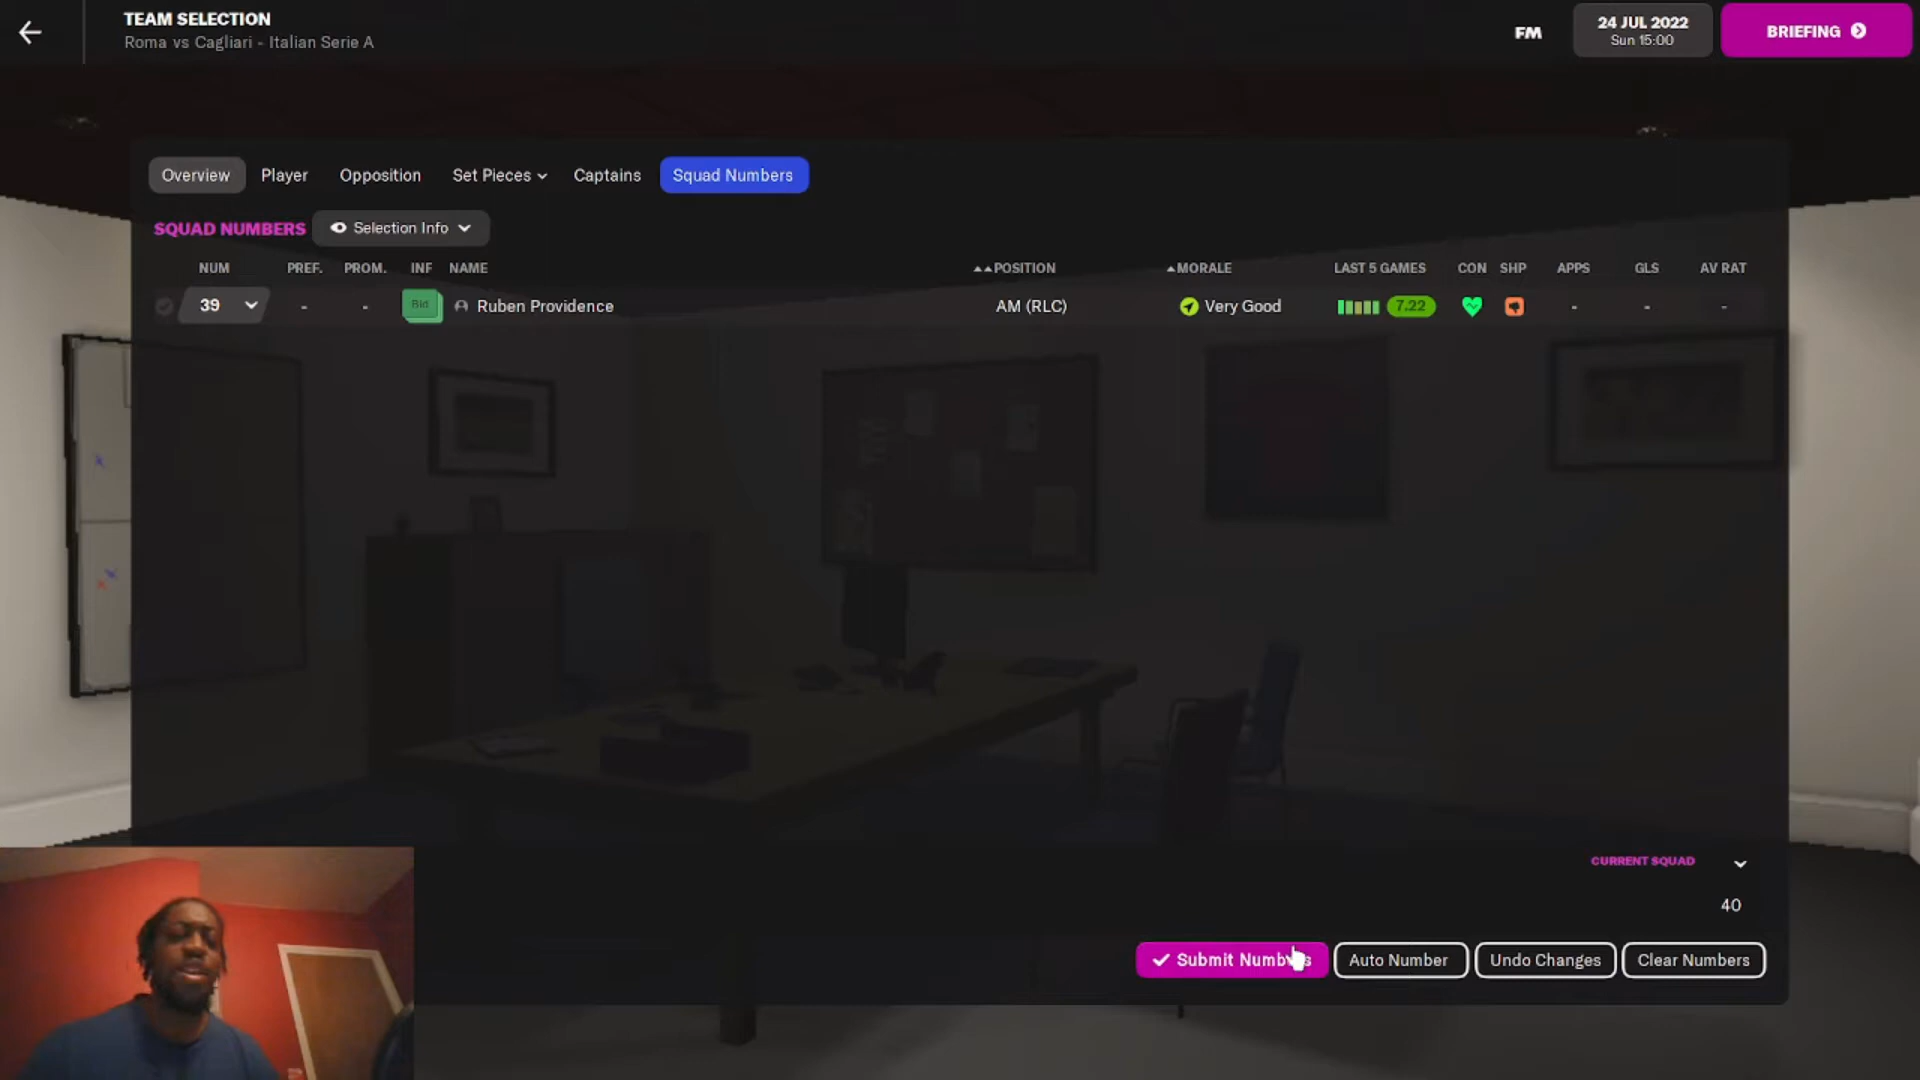 TEAM SELECTION
Roma vs Cagliari - Italian Serie A
FM
24 JUL 2022
Sun 15:00
BRIEFING
Overview Player Opposition Set Pieces Captains Squad Numbers
SQUAD NUMBERS Selection Info
NUM PREF. PROM. INF NAME POSITION MORALE LAST 5 GAMES CON SHP APPS GLS AV RAT
39 - - Bid Ruben Providence AM (RLC) Very Good 7.22 - - -
CURRENT SQUAD
40
Submit Numbers Auto Number Undo Changes Clear Numbers